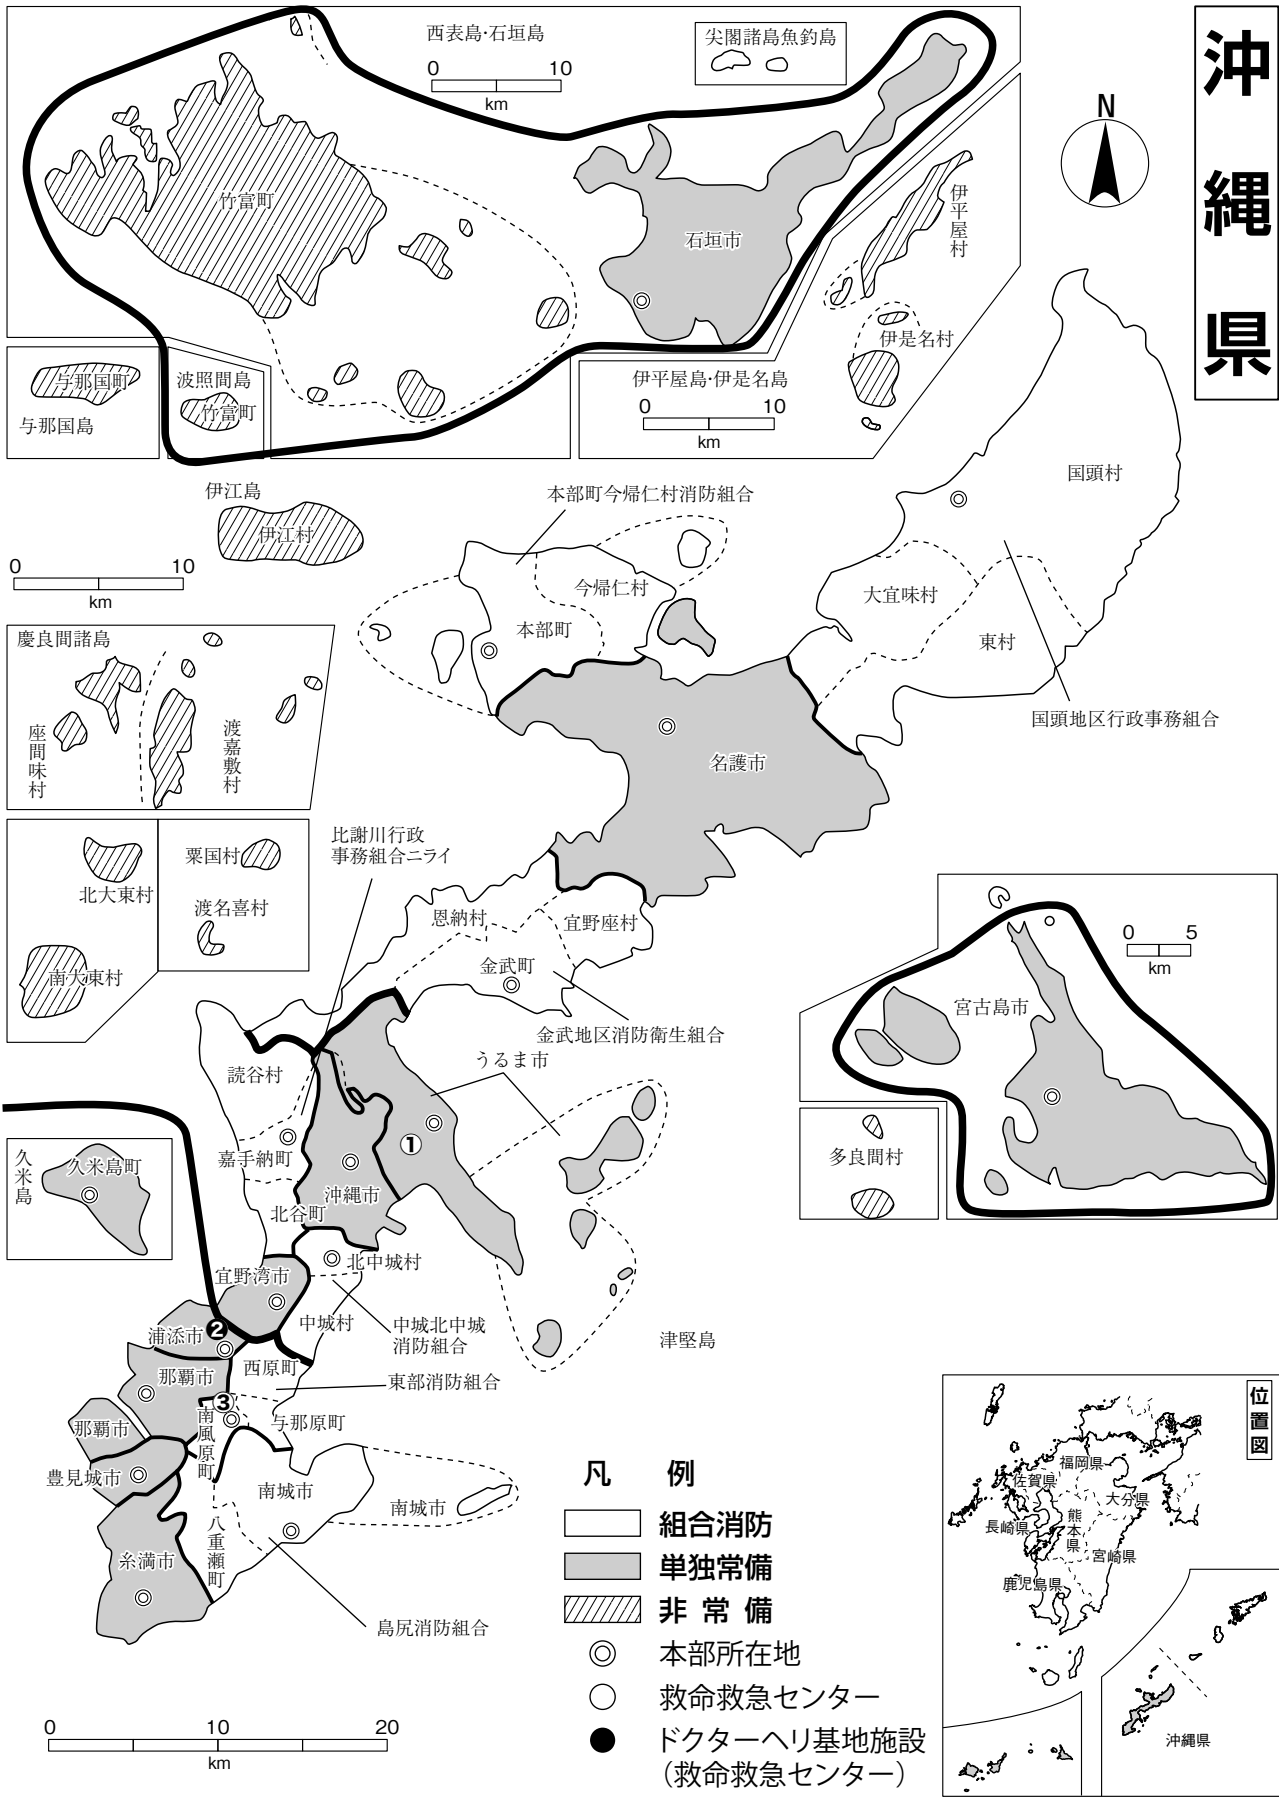 沖縄県
西表島・石垣島
0 10
km
尖閣諸島魚釣島
N
竹富町
石垣市
伊平屋村
伊是名村
伊平屋島・伊是名島
0 10
km
与那国町
与那国島
波照間島
竹富町
伊江島
伊江村
0 10
km
本部町今帰仁村消防組合
今帰仁村
本部町
国頭村
大宜味村
東村
国頭地区行政事務組合
名護市
慶良間諸島
座間味村
渡嘉敷村
北大東村
南大東村
粟国村
渡名喜村
比謝川行政
事務組合ニライ
恩納村
宜野座村
金武町
金武地区消防衛生組合
うるま市
読谷村
嘉手納町
沖縄市
北谷町
①
久米島
久米島町
宮古島市
0 5
km
多良間村
宜野湾市
北中城村
中城村
中城北中城
消防組合
津堅島
浦添市
❷
西原町
東部消防組合
那覇市
③
南風原町
与那原町
那覇市
豊見城市
南城市
南城市
八重瀬町
糸満市
島尻消防組合
0 10 20
km
凡 例
組合消防
単独常備
非常備
本部所在地
救命救急センター
ドクターヘリ基地施設
（救命救急センター）
位置図
福岡県
佐賀県
大分県
長崎県
熊本県
宮崎県
鹿児島県
沖縄県